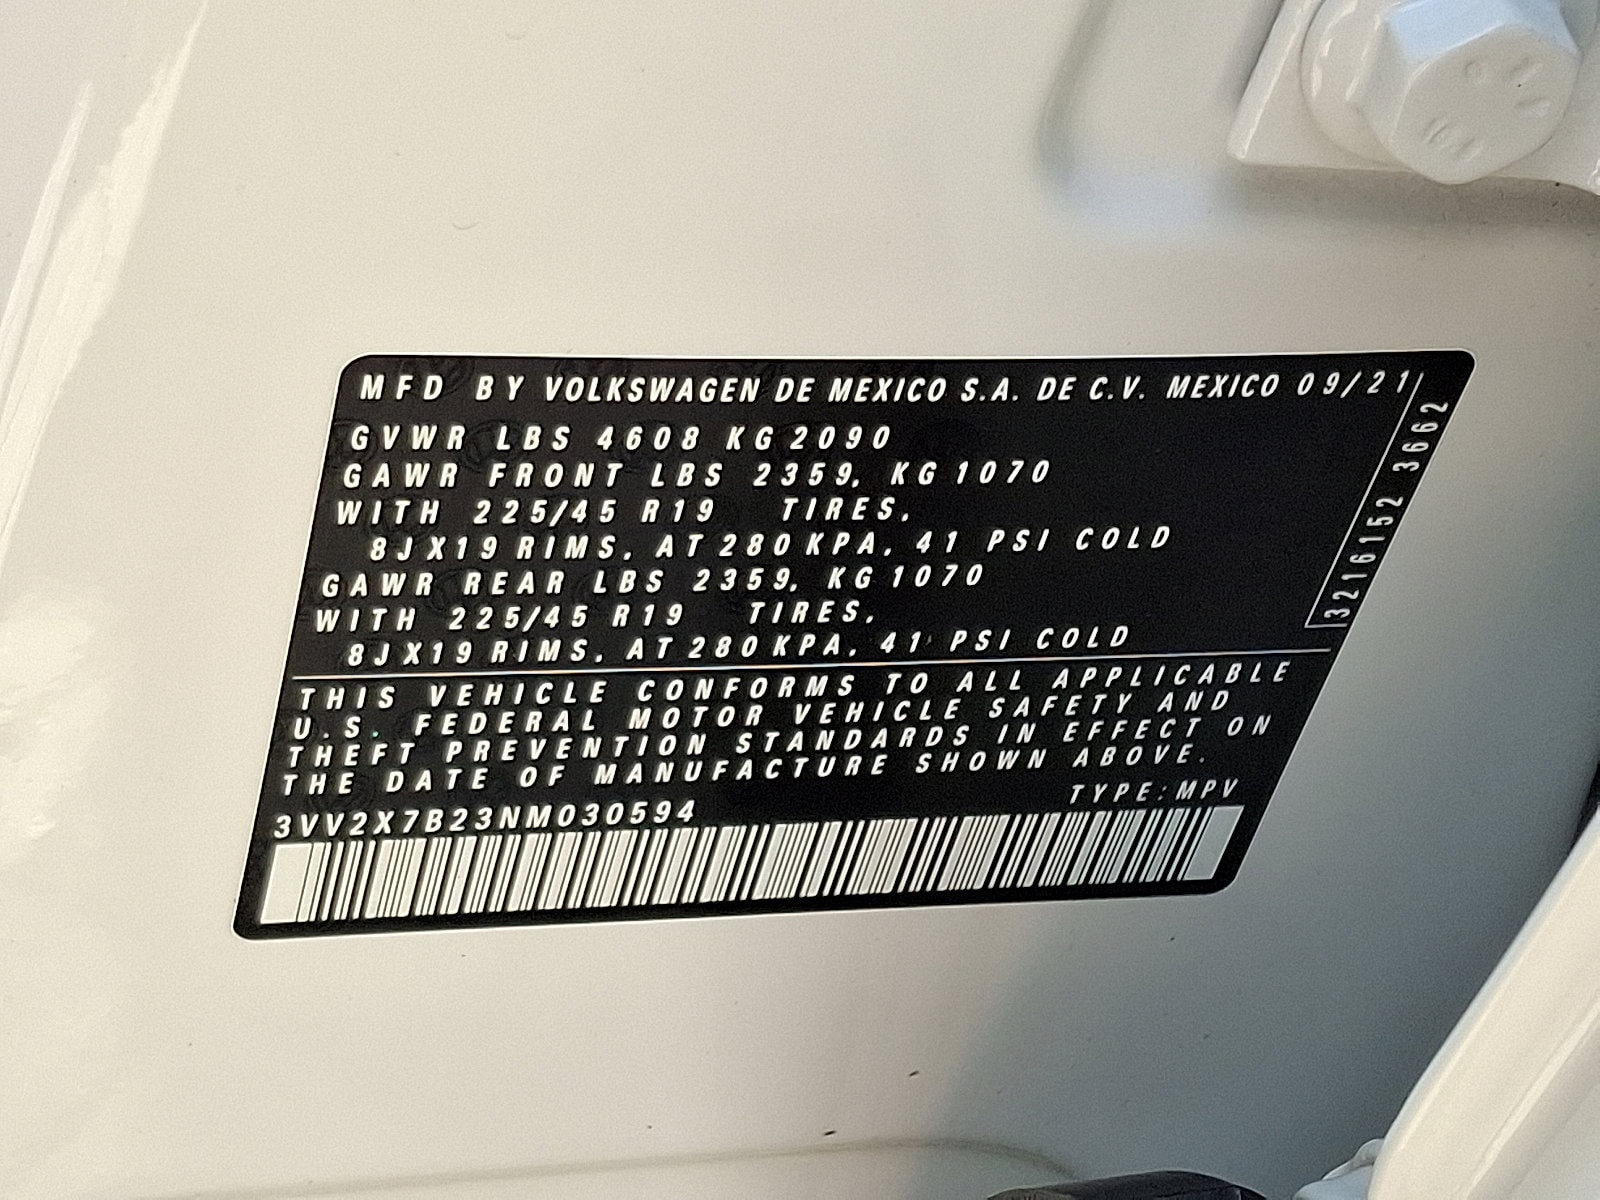 MFD BY VOLKSWAGEN DE MEXICO S.A. DE C.V. MEXICO 09/21
GVWR LBS 4608 KG 2090
GAWR FRONT LBS 2359, KG 1070
WITH 225/45 R19 TIRES,
8JX19 RIMS, AT 280 KPA, 41 PSI COLD
GAWR REAR LBS 2359, KG 1070
WITH 225/45 R19 TIRES,
8JX19 RIMS, AT 280 KPA, 41 PSI COLD
3216152 3662
THIS VEHICLE CONFORMS TO ALL APPLICABLE
U.S. FEDERAL MOTOR VEHICLE SAFETY AND
THEFT PREVENTION STANDARDS IN EFFECT ON
THE DATE OF MANUFACTURE SHOWN ABOVE.
TYPE: MPV
3VV2X7B23NM030594